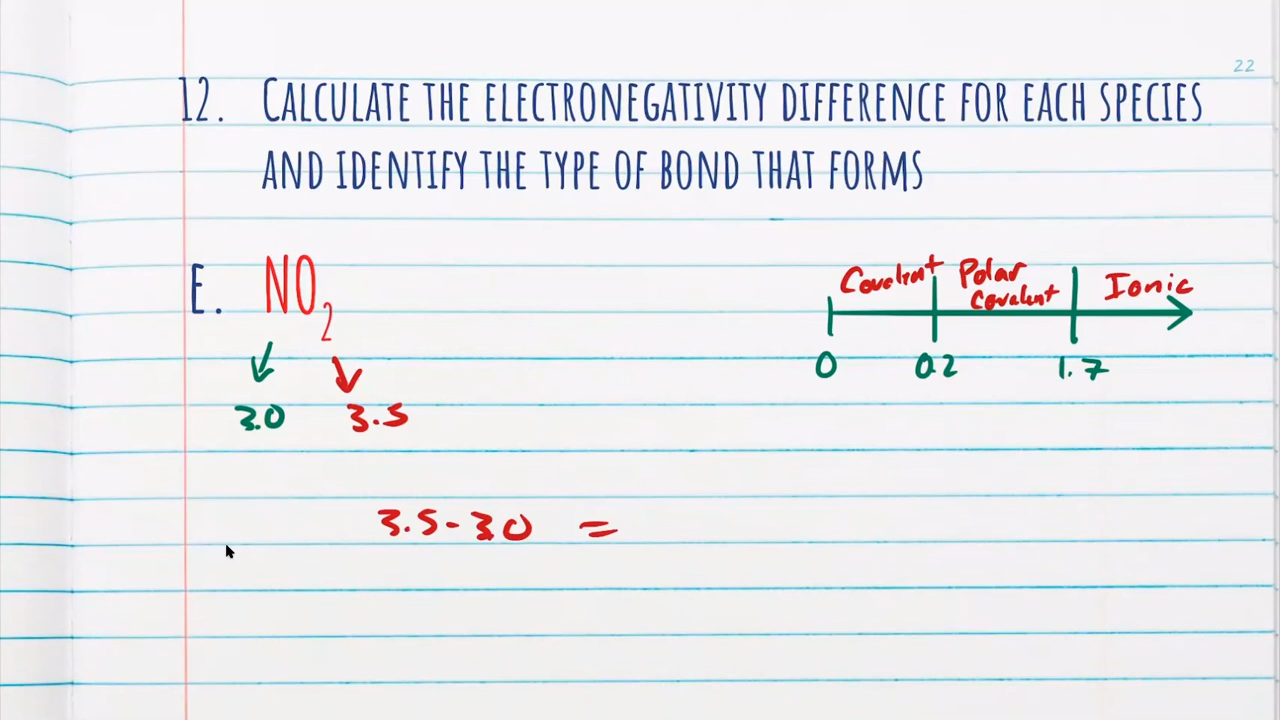 22
12. CALCULATE THE ELECTRONEGATIVITY DIFFERENCE FOR EACH SPECIES
AND IDENTIFY THE TYPE OF BOND THAT FORMS
E. NO2
Covalent
Polar
Covalent
Ionic
0 0.2 1.7
3.0 3.5
3.5 - 3.0 =